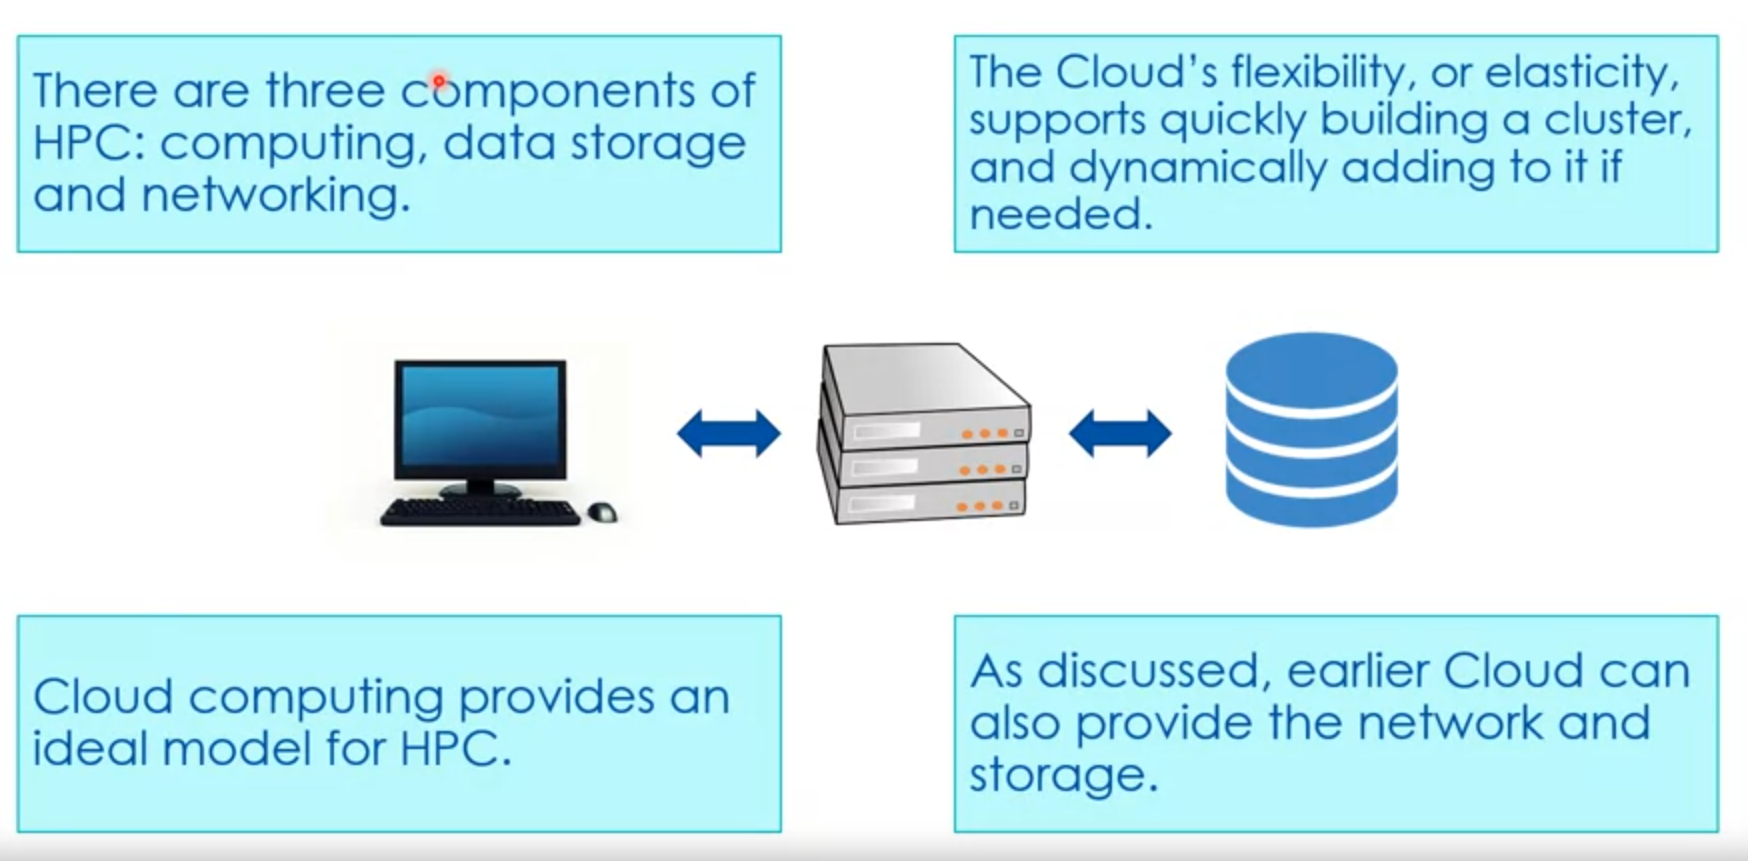 There are three components of
HPC: computing, data storage
and networking.
The Cloud's flexibility, or elasticity,
supports quickly building a cluster,
and dynamically adding to it if
needed.
Cloud computing provides an
ideal model for HPC.
As discussed, earlier Cloud can
also provide the network and
storage.